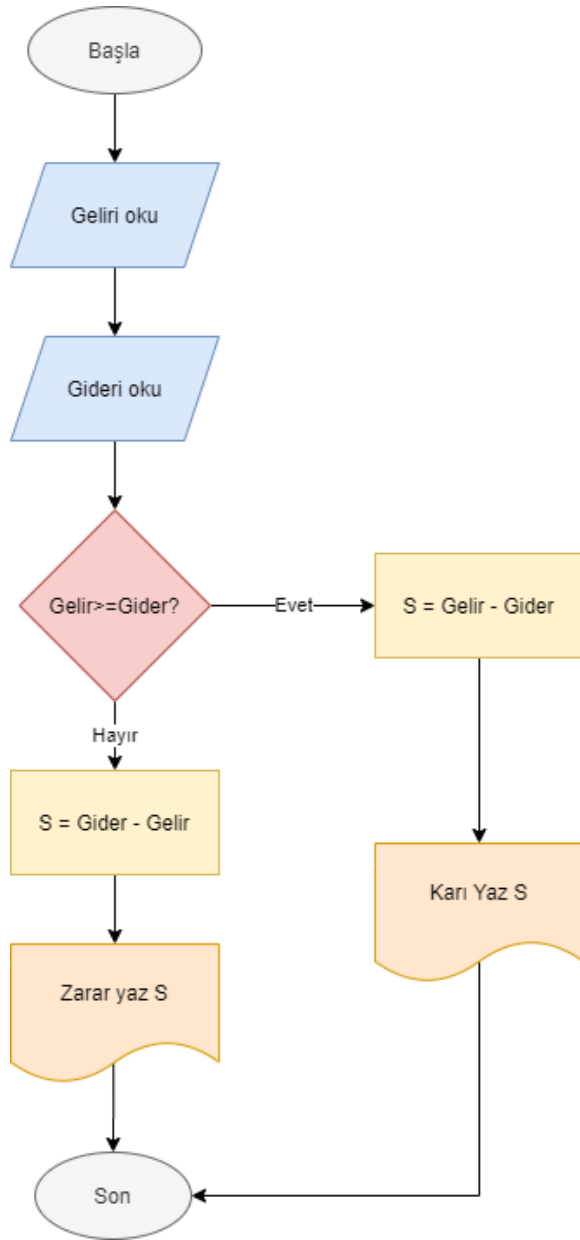 Başla
Geliri oku
Gideri oku
Gelir>=Gider?
Evet
S = Gelir - Gider
Hayır
S = Gider - Gelir
Karı Yaz S
Zarar yaz S
Son